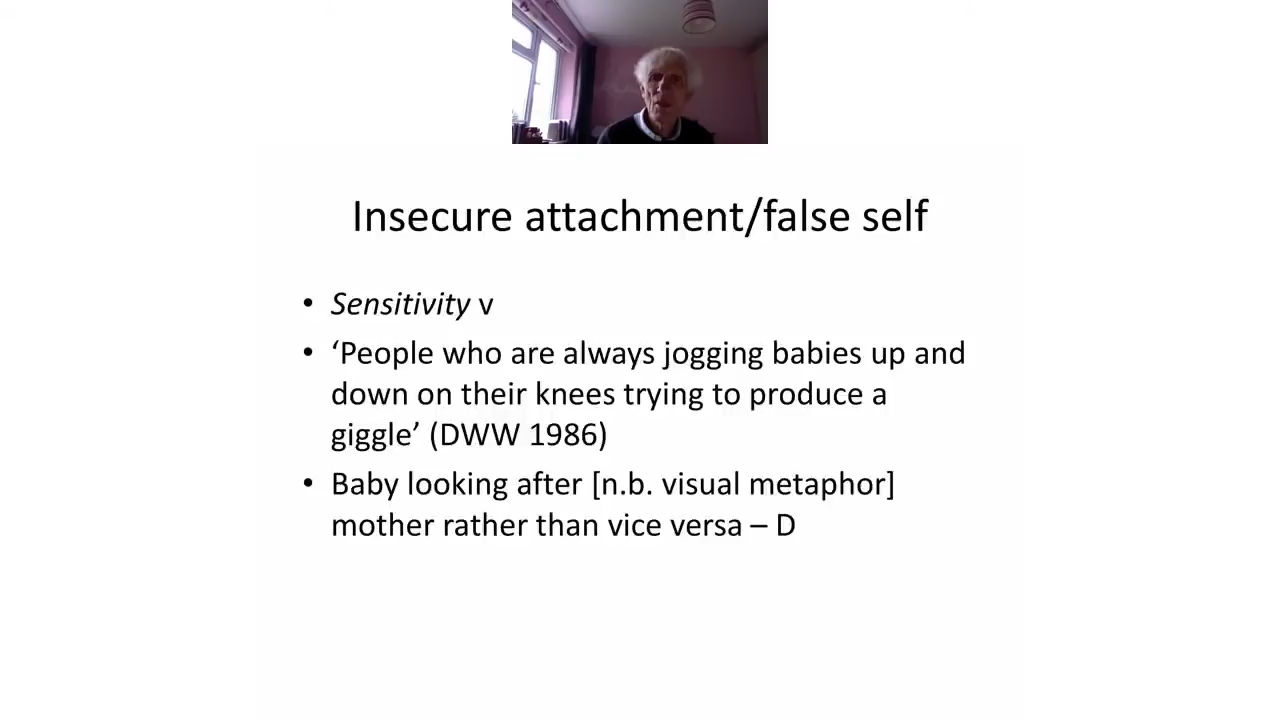 Insecure attachment/false self
• Sensitivity v
• ‘People who are always jogging babies up and
down on their knees trying to produce a
giggle’ (DWW 1986)
• Baby looking after [n.b. visual metaphor]
mother rather than vice versa – D